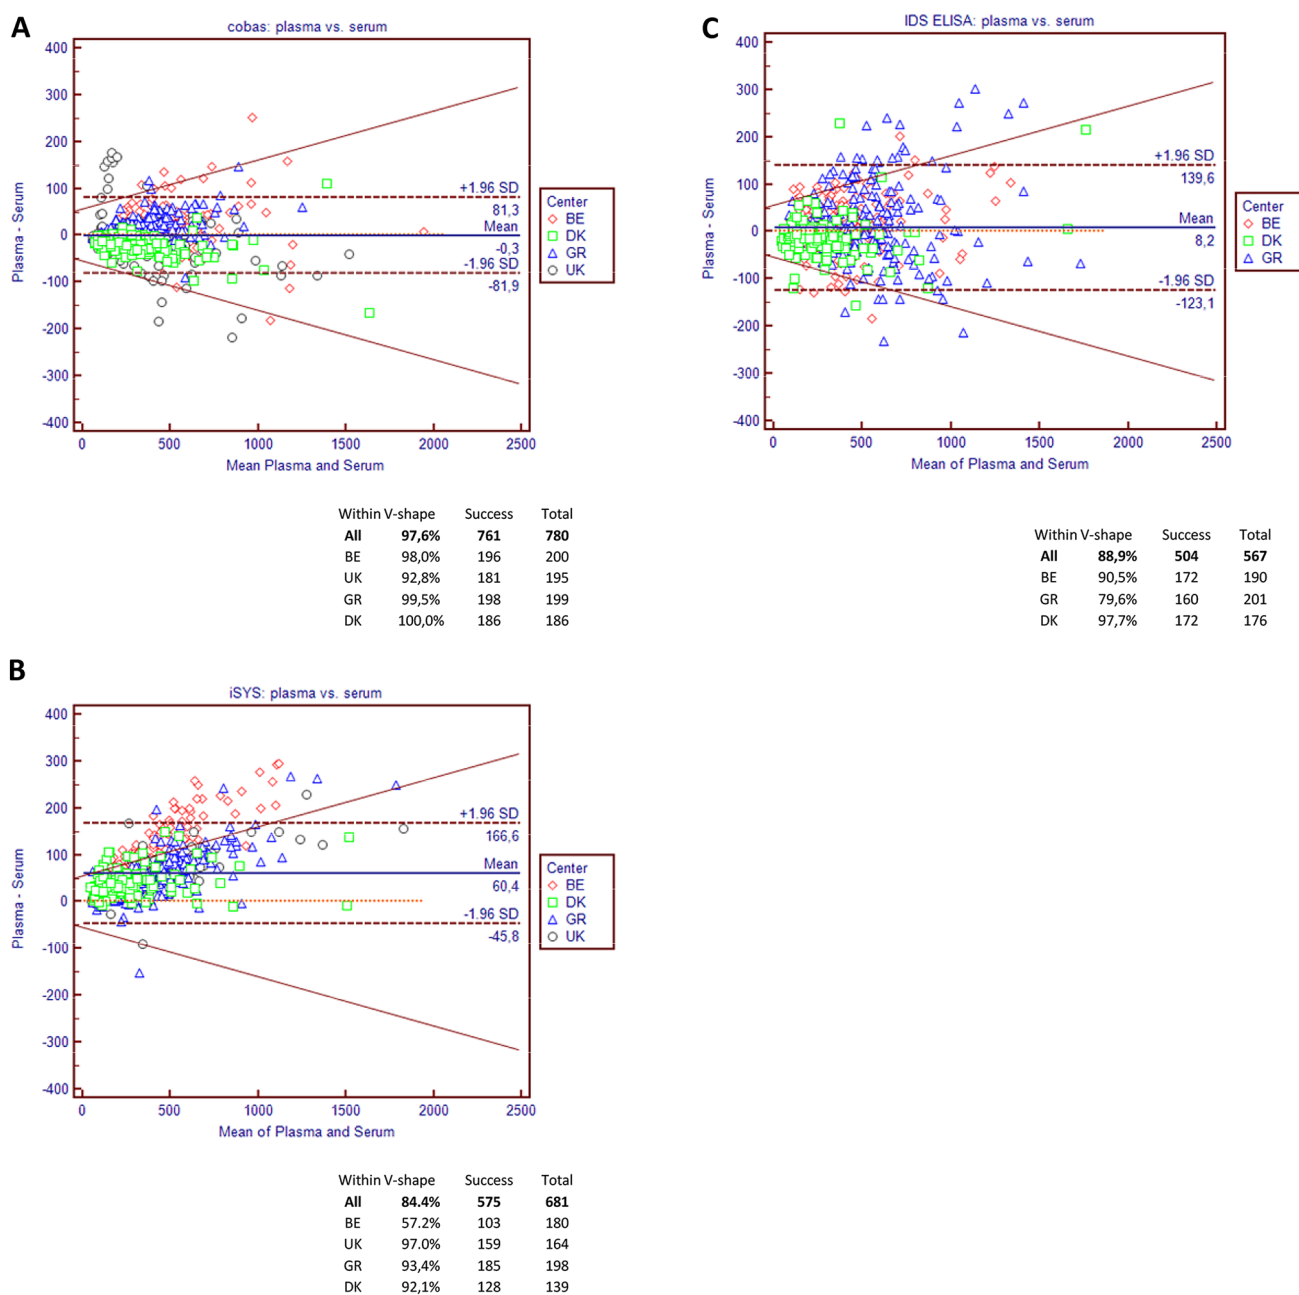 A
cobas: plasma vs. serum
400
300
200
100
0
-100
-200
-300
-400
Plasma - Serum
+1.96 SD
81,3
Mean
-0,3
-1.96 SD
-81,9
0 500 1000 1500 2000 2500
Mean Plasma and Serum
Center
BE
DK
GR
UK
Within V-shape Success Total
All 97,6% 761 780
BE 98,0% 196 200
UK 92,8% 181 195
GR 99,5% 198 199
DK 100,0% 186 186
B
iSYS: plasma vs. serum
400
300
200
100
0
-100
-200
-300
-400
Plasma - Serum
+1.96 SD
166,6
Mean
60,4
-1.96 SD
-45,8
0 500 1000 1500 2000 2500
Mean of Plasma and Serum
Center
BE
DK
GR
UK
Within V-shape Success Total
All 84.4% 575 681
BE 57.2% 103 180
UK 97.0% 159 164
GR 93,4% 185 198
DK 92,1% 128 139
C
IDS ELISA: plasma vs. serum
400
300
200
100
0
-100
-200
-300
-400
Plasma - Serum
+1.96 SD
139,6
Mean
8,2
-1.96 SD
-123,1
0 500 1000 1500 2000 2500
Mean of Plasma and Serum
Center
BE
DK
GR
Within V-shape Success Total
All 88,9% 504 567
BE 90,5% 172 190
GR 79,6% 160 201
DK 97,7% 172 176